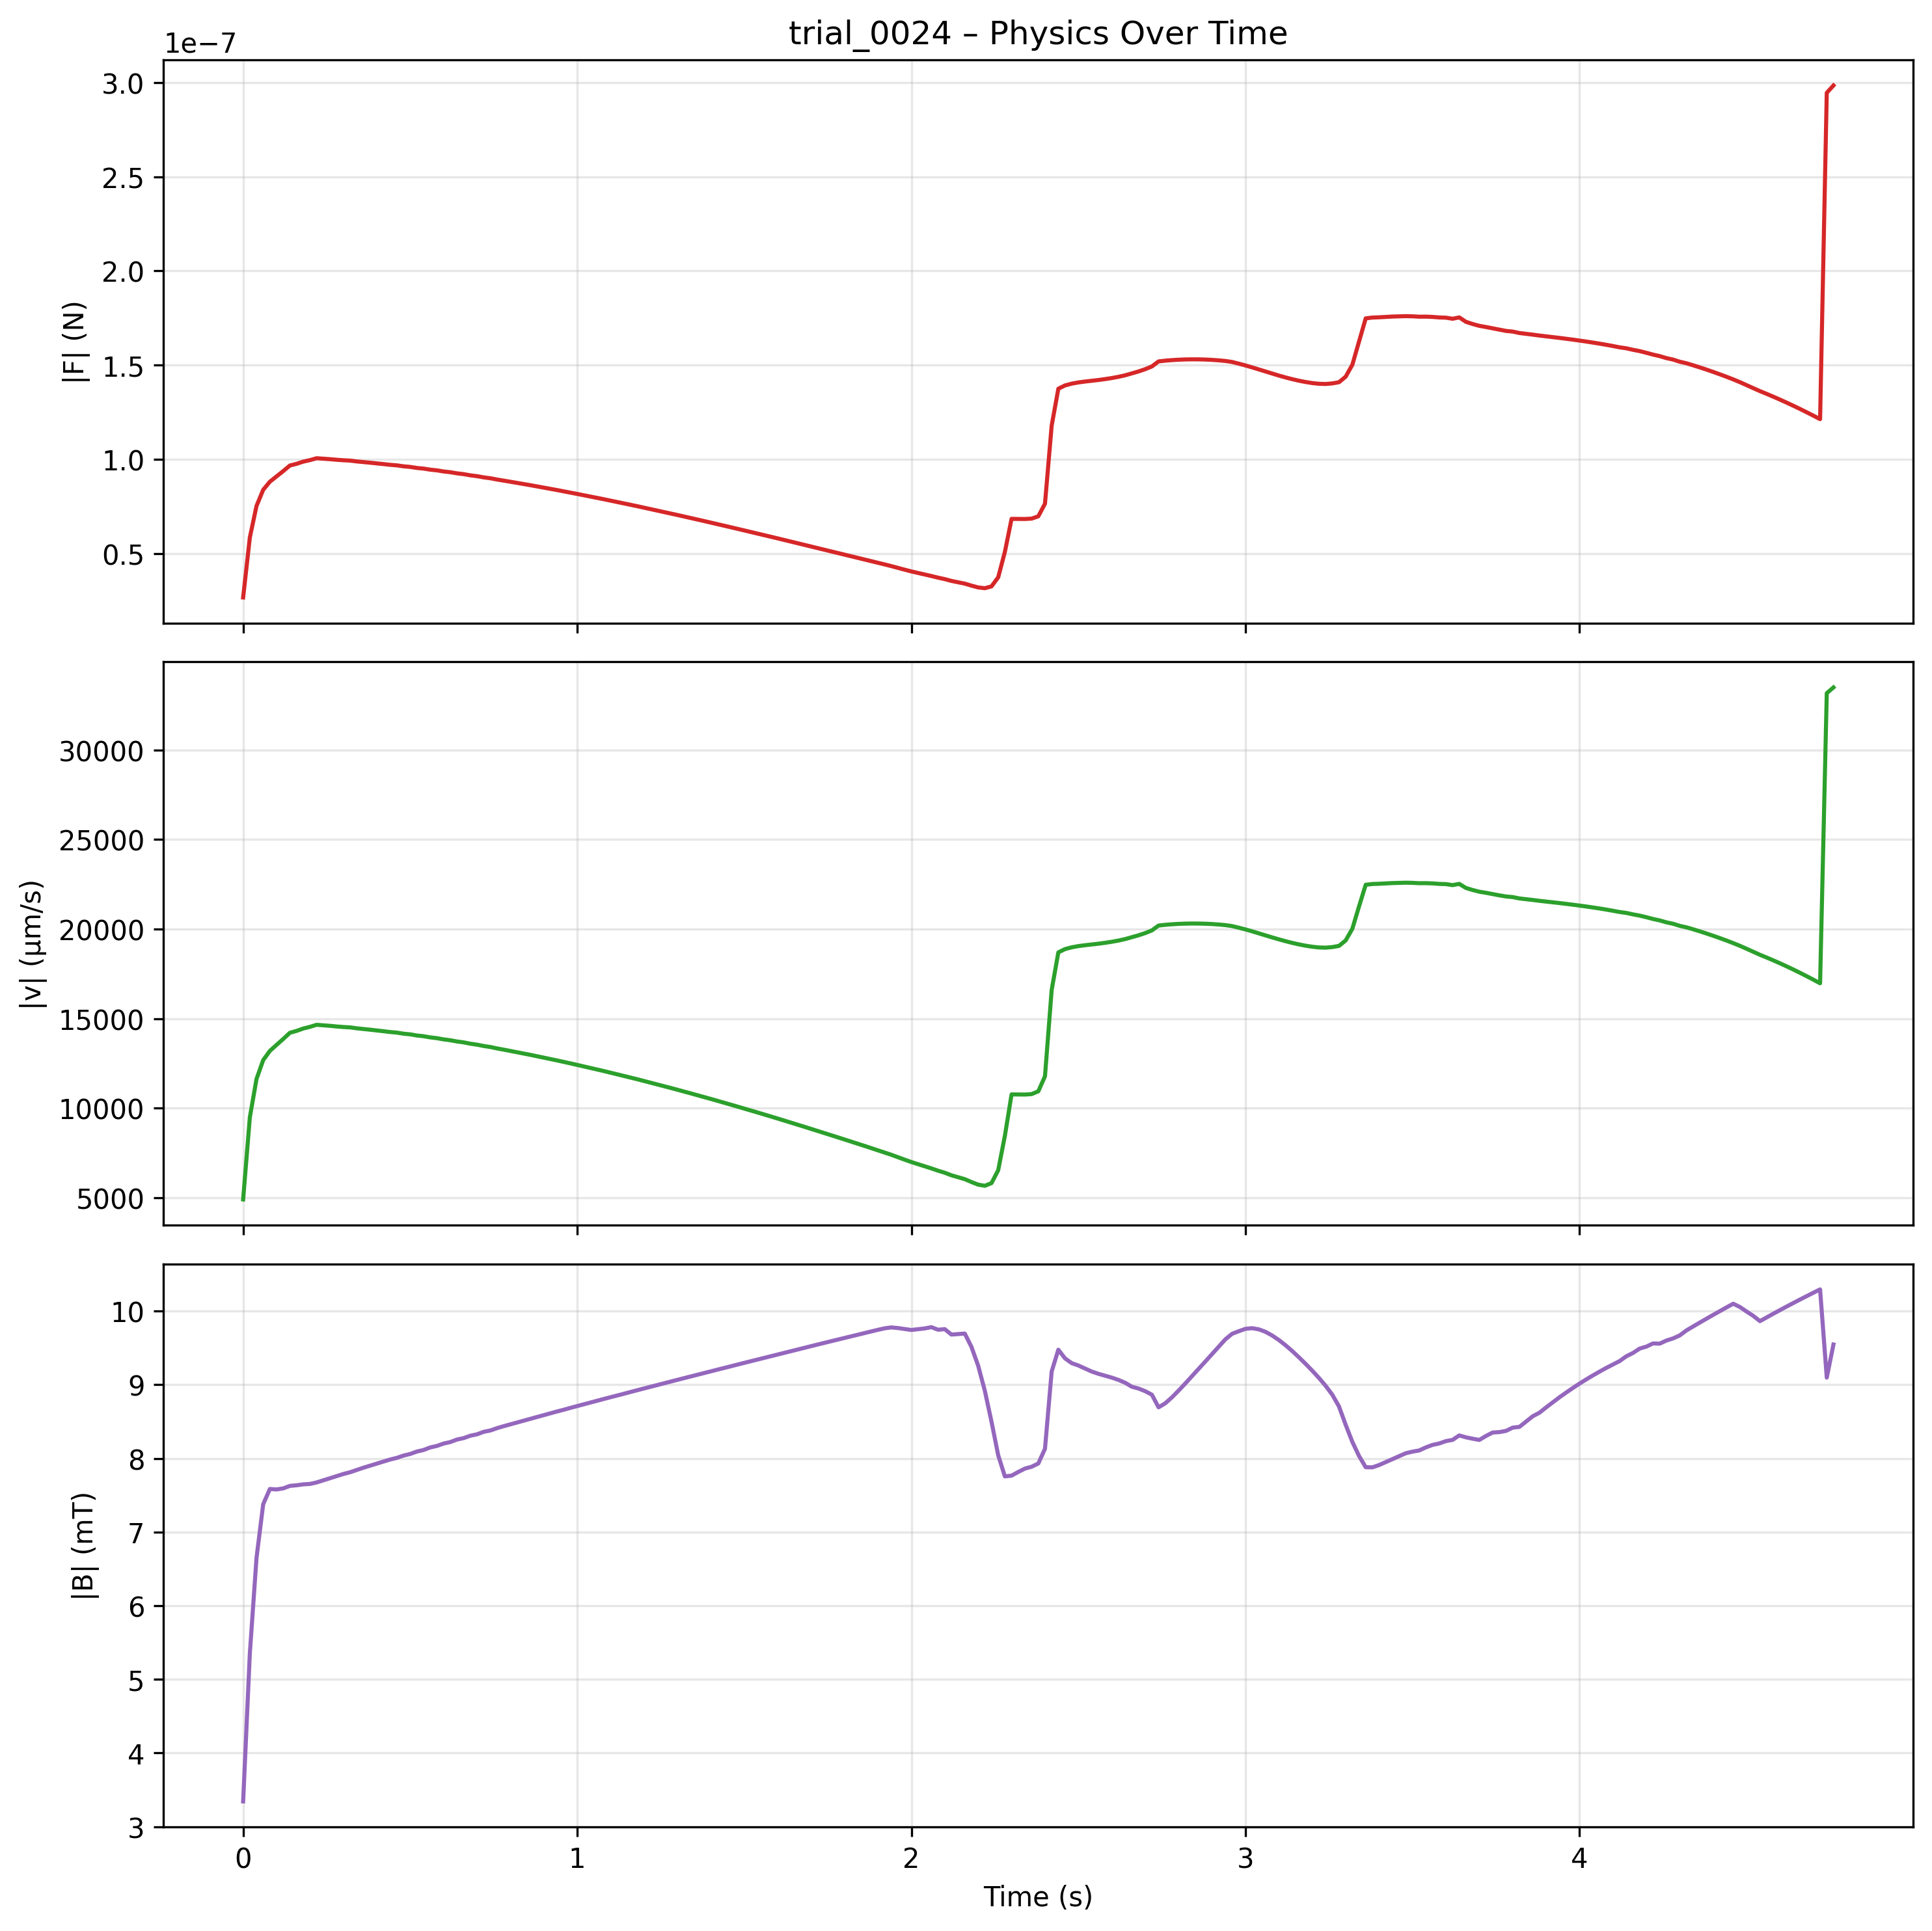 trial_0024 – Physics Over Time
1e−7
3.0
2.5
2.0
1.5
1.0
0.5
|F| (N)
30000
25000
20000
15000
10000
5000
|v| (µm/s)
10
9
8
7
6
5
4
3
|B| (mT)
0 1 2 3 4
Time (s)